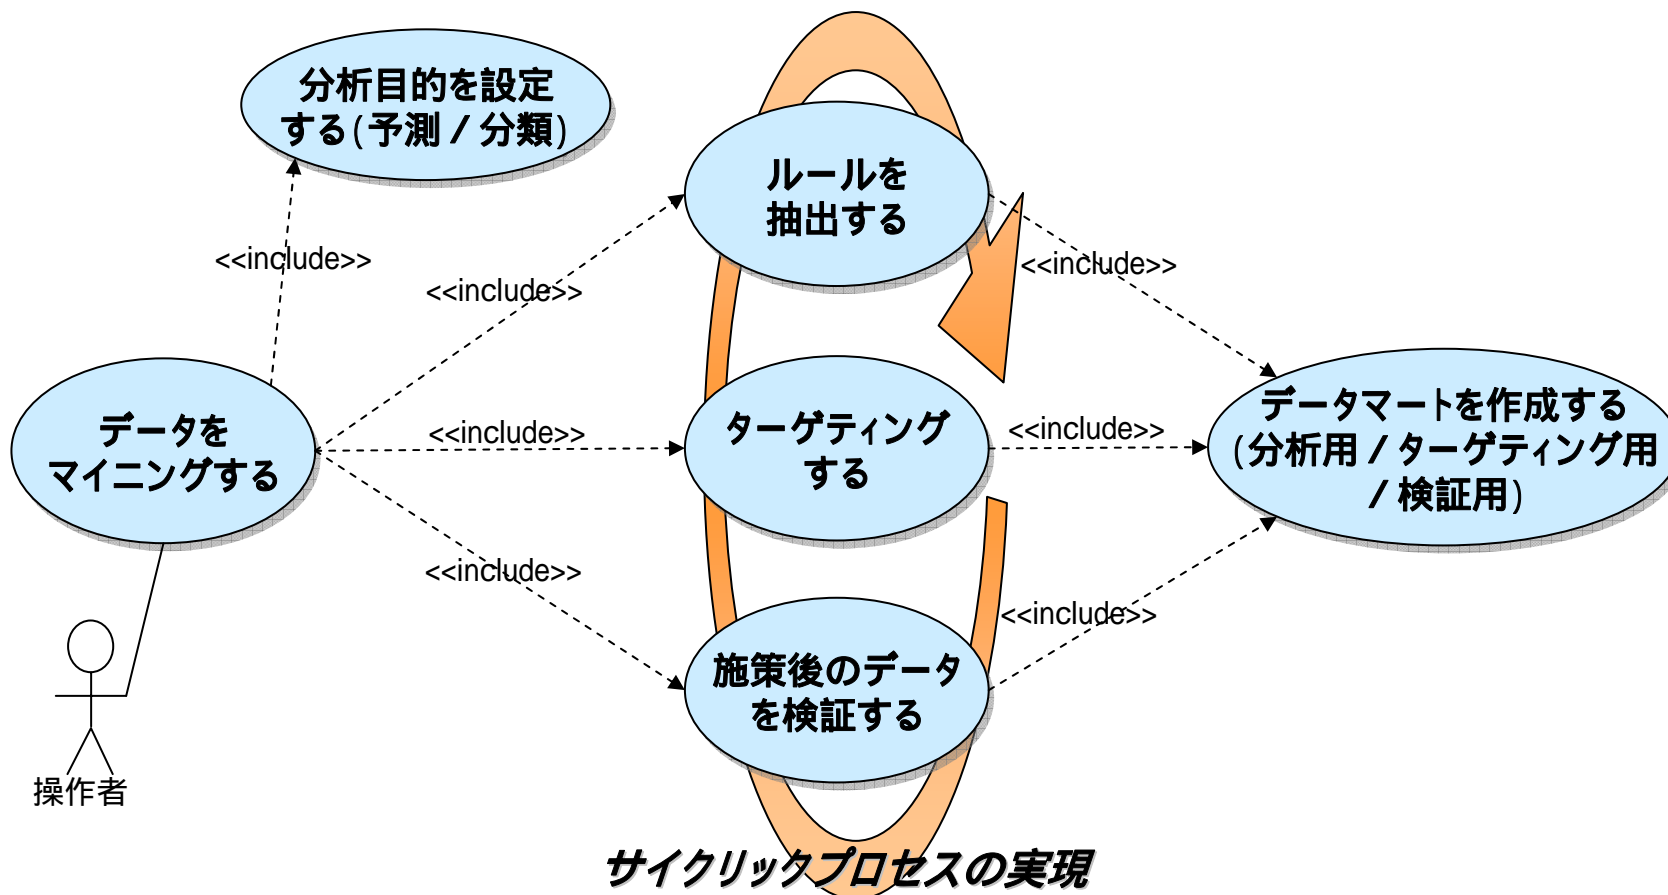 分析目的を設定
する(予測／分類)
ルールを
抽出する
<<include>>
<<include>>
<<include>>
データを
マイニングする
<<include>>
ターゲティング
する
<<include>>
データマートを作成する
(分析用／ターゲティング用
／検証用)
<<include>>
<<include>>
施策後のデータ
を検証する
操作者
サイクリックプロセスの実現